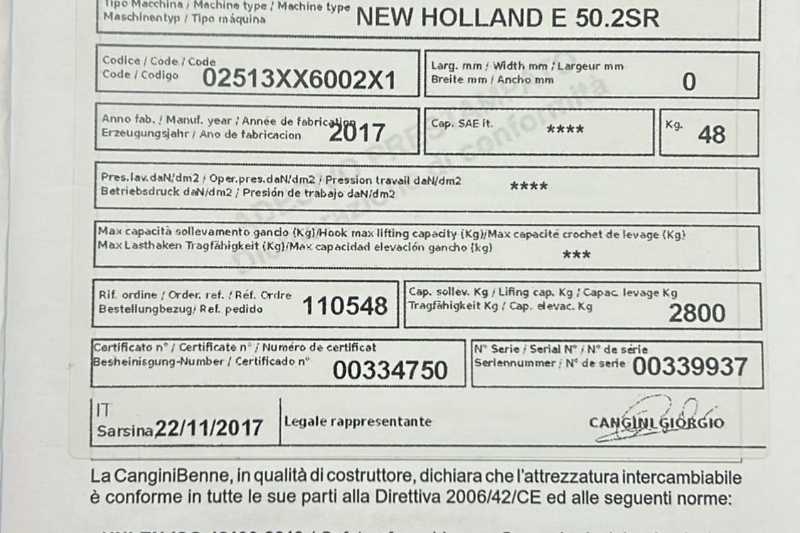 Tipo Macchina / Machine type / Machine type
Maschinentyp / Tipo máquina
NEW HOLLAND E 50.2SR
Codice / Code / Code
Code / Codigo
02513XX6002X1
Larg. mm / Width mm / Largeur mm
Breite mm / Ancho mm
0
Anno fab. / Manuf. year / Année de fabrication
Erzeugungsjahr / Ano de fabricacion
2017
Cap. SAE it.
****
Kg.
48
Pres.lav.daN/dm2 / Oper.pres.daN/dm2 / Pression travail daN/dm2
Betriebsdruck daN/dm2 / Presión de trabajo daN/dm2
****
Max capacità sollevamento gancio (Kg)/Hook max lifting capacity (Kg)/Max capacité crochet de levage (Kg)
Max Lasthaken Tragfähigkeit (Kg)/Max capacidad elevación gancho (kg)
***
Rif. ordine / Order. ref. / Réf. Ordre
Bestellungbezug/ Ref. pedido
110548
Cap. sollev. Kg / Lifing cap. Kg / Capac. levage Kg
Tragfähigkeit Kg / Cap. elevac. Kg
2800
Certificato n° / Certificate n° / Numéro de certificat
Besheinisgung-Number / Certificado n°
00334750
N° Serie / Serial N° / N° de série
Seriennummer / N° de serie
00339937
IT
Sarsina 22/11/2017
Legale rappresentante
CANGINI GIORGIO
ADESIVO PRESTAMPATO
Dichiarazione di conformità
La CanginiBenne, in qualità di costruttore, dichiara che l'attrezzatura intercambiabile
è conforme in tutte le sue parti alla Direttiva 2006/42/CE ed alle seguenti norme: